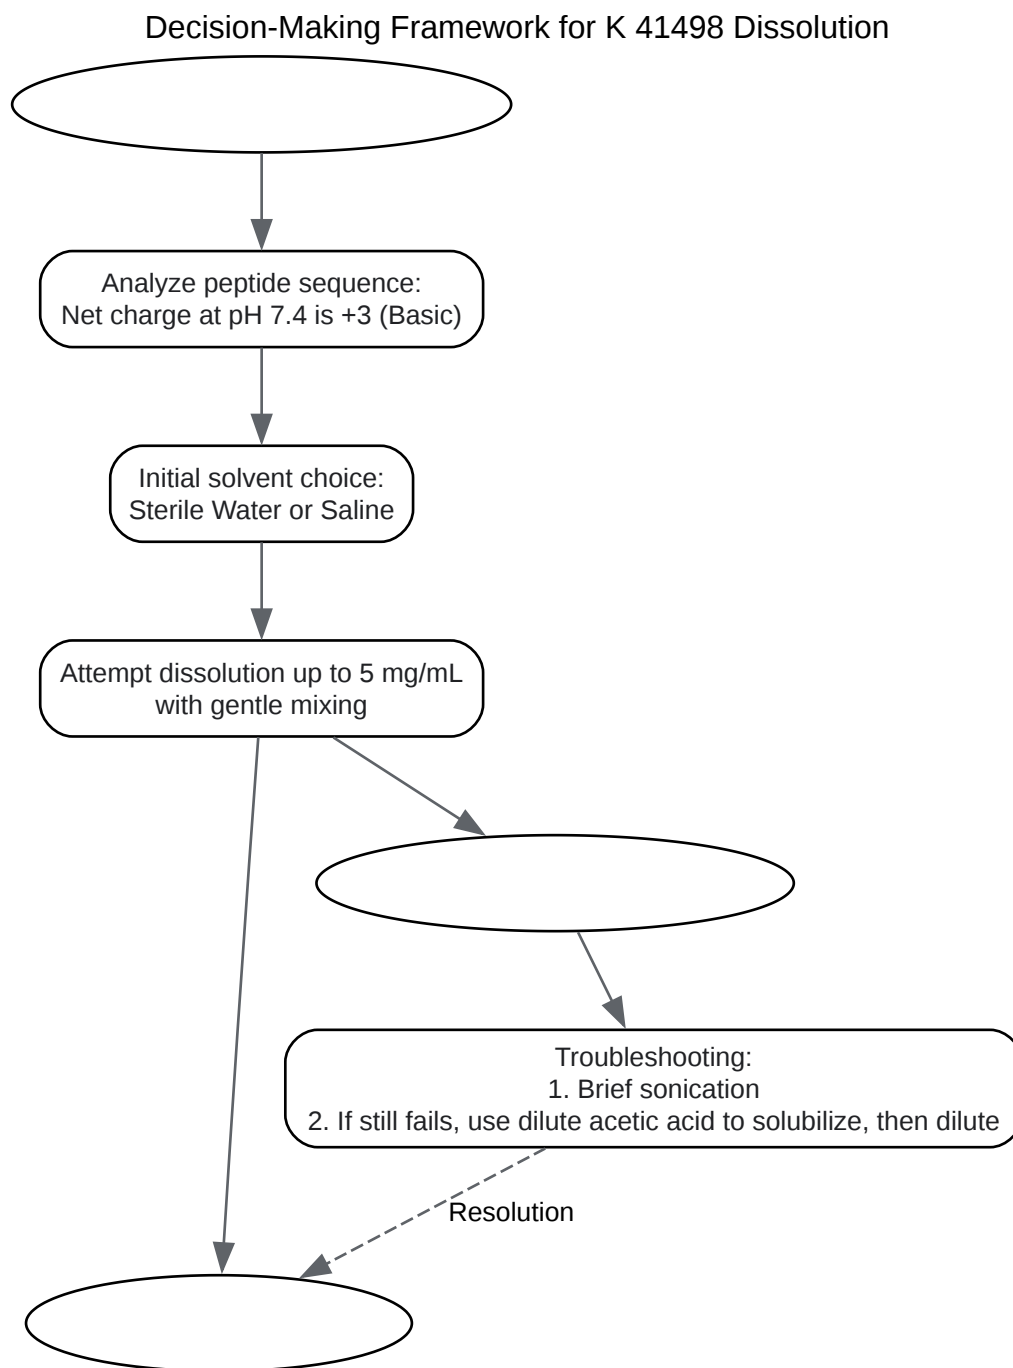 Decision-Making Framework for K 41498 Dissolution
Analyze peptide sequence:
Net charge at pH 7.4 is +3 (Basic)
Initial solvent choice:
Sterile Water or Saline
Attempt dissolution up to 5 mg/mL
with gentle mixing
Troubleshooting:
1. Brief sonication
2. If still fails, use dilute acetic acid to solubilize, then dilute
Resolution